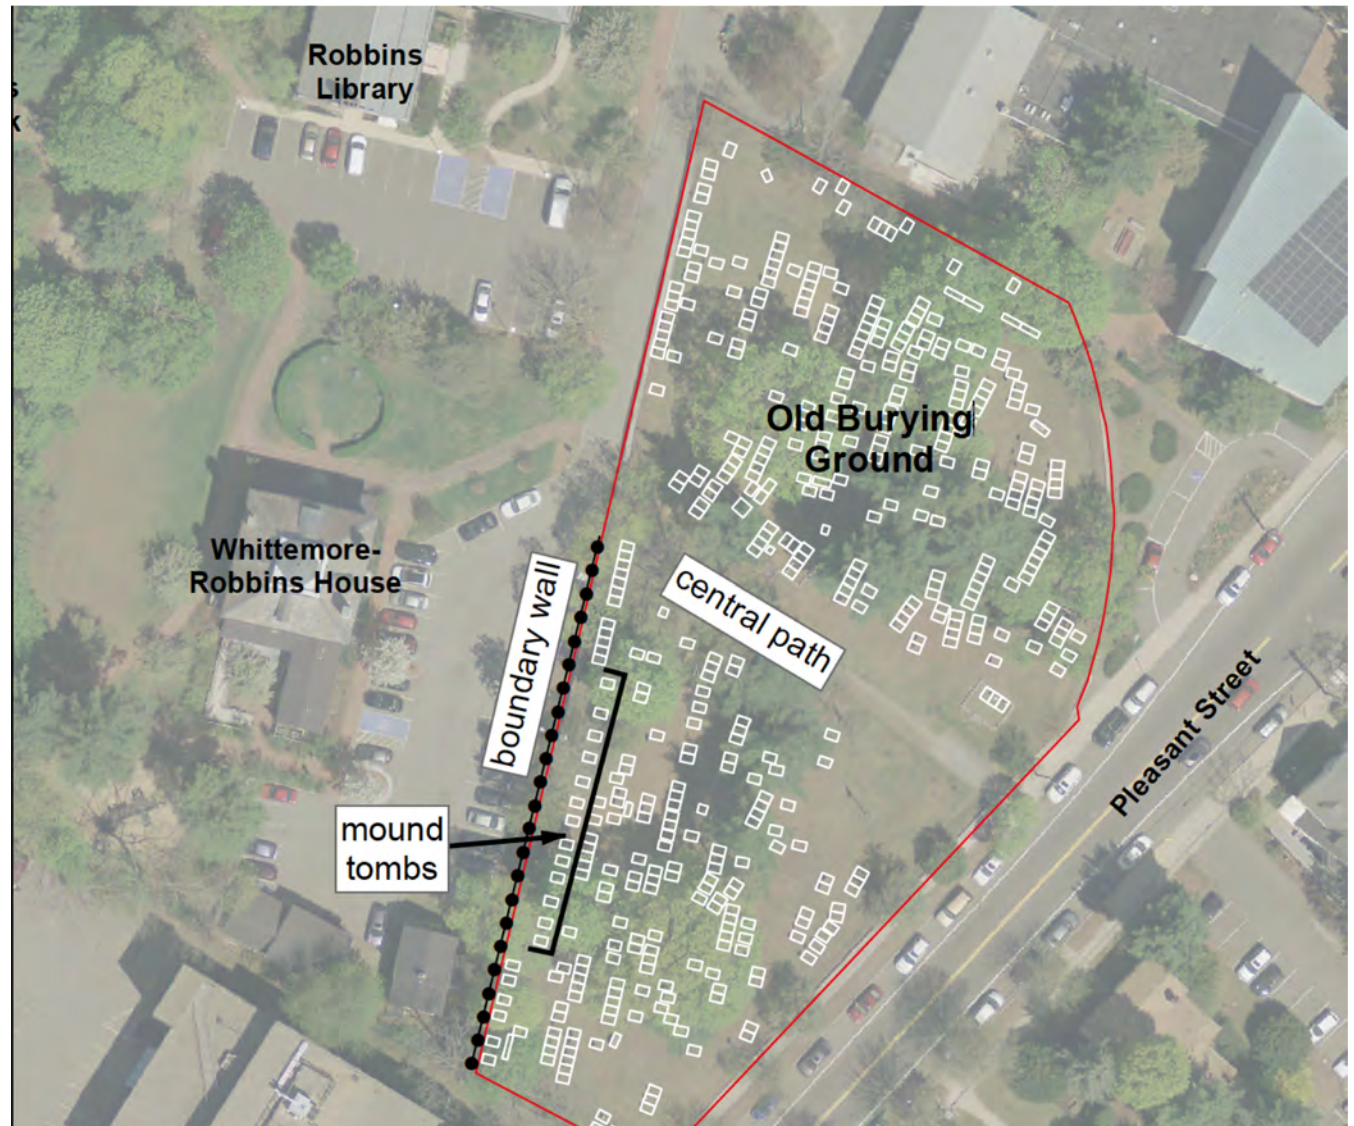 Robbins
Library
s
k
Old Burying
Ground
Whittemore-
Robbins House
boundary wall
central path
mound
tombs
Pleasant Street